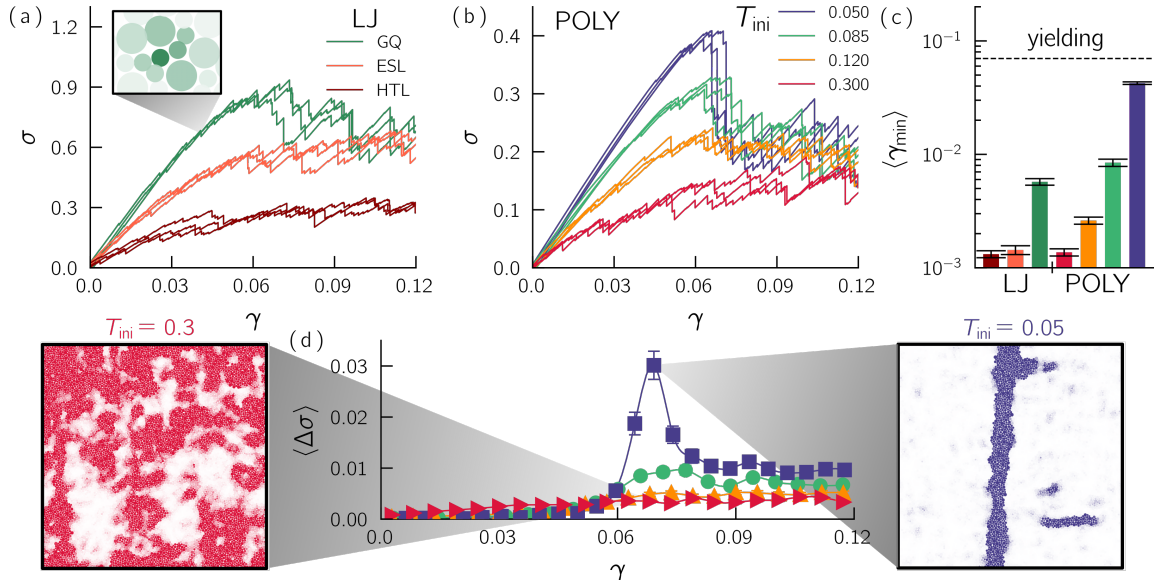 (a)
LJ
GQ
ESL
HTL
σ
1.2
0.9
0.6
0.3
0.0
0.0
0.03
0.06
0.09
0.12
γ
(b)
POLY
T_ini
0.050
0.085
0.120
0.300
σ
0.4
0.3
0.2
0.1
0.0
0.0
0.03
0.06
0.09
0.12
γ
(c)
yielding
⟨γ_min⟩
10⁻¹
10⁻²
10⁻³
LJ
POLY
T_ini = 0.3
(d)
⟨Δσ⟩
0.03
0.02
0.01
0.00
0.0
0.03
0.06
0.09
0.12
γ
T_ini = 0.05